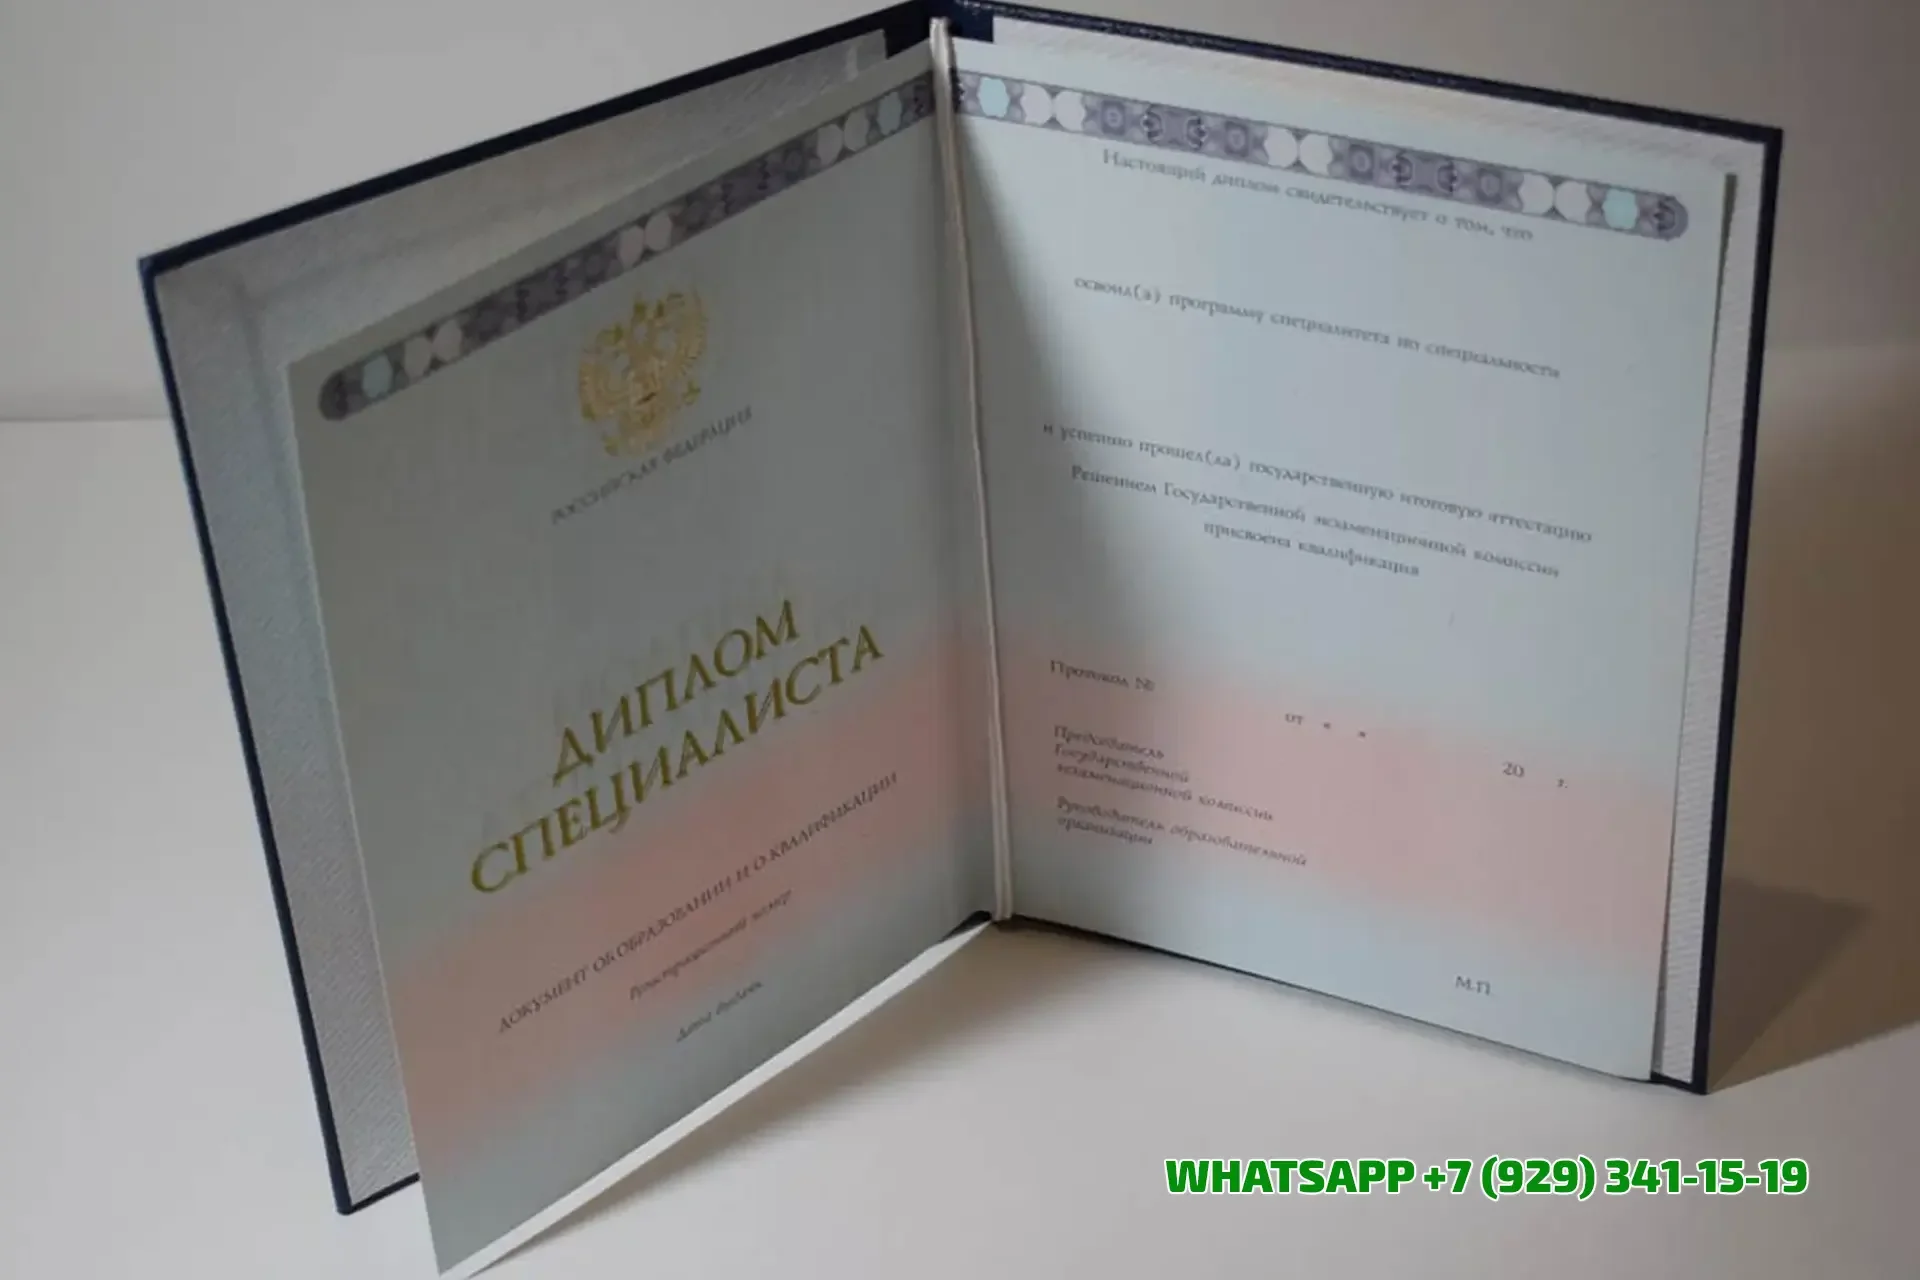 РОССИЙСКАЯ ФЕДЕРАЦИЯ
ДИПЛОМ
СПЕЦИАЛИСТА
ДОКУМЕНТ ОБ ОБРАЗОВАНИИ И О КВАЛИФИКАЦИИ
Регистрационный номер
Дата выдачи
Настоящий диплом свидетельствует о том, что
освоил(а) программу специалитета по специальности
и успешно прошел(ла) государственную итоговую аттестацию
Решением Государственной экзаменационной комиссии
присвоена квалификация
Протокол №
от « »
20 г.
Председатель
Государственной
экзаменационной комиссии
Руководитель образовательной
организации
М.П.
WHATSAPP +7 (929) 341-15-19